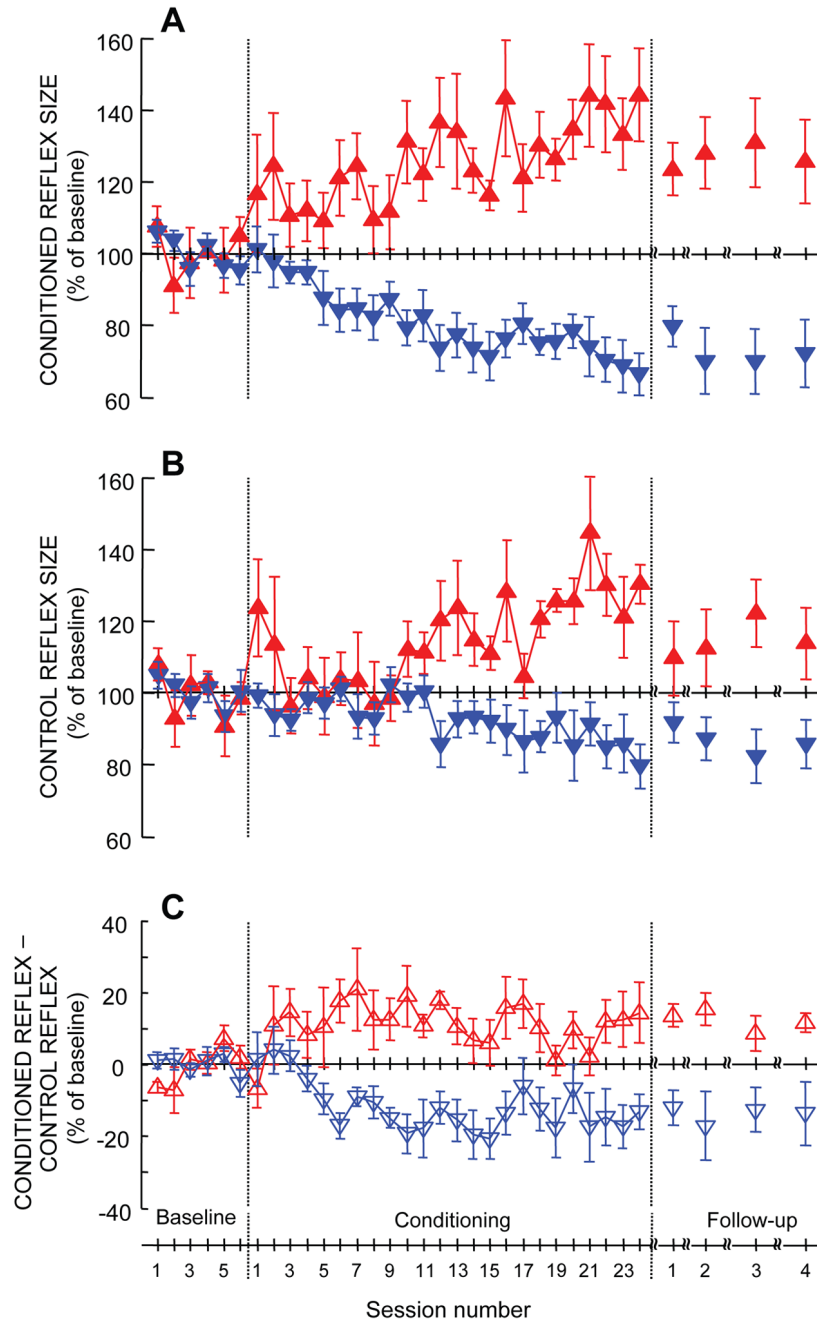 A
CONDITIONED REFLEX SIZE
(% of baseline)
160
140
120
100
80
60
B
CONTROL REFLEX SIZE
(% of baseline)
160
140
120
100
80
60
C
CONDITIONED REFLEX –
CONTROL REFLEX
(% of baseline)
40
20
0
-20
-40
Baseline Conditioning Follow-up
1 3 5 1 3 5 7 9 11 13 15 17 19 21 23 1 2 3 4
Session number